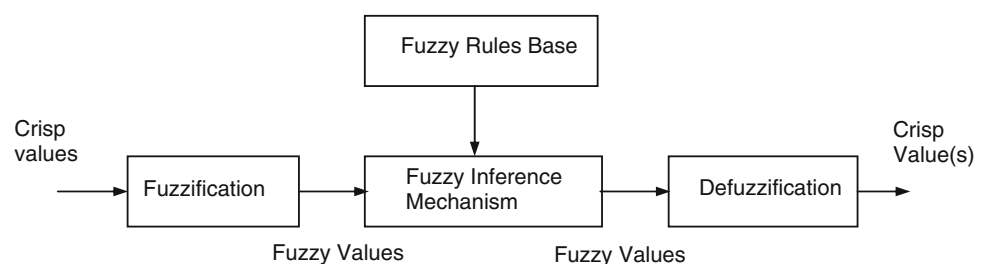 Fuzzy Rules Base
Crisp
values
Fuzzification
Fuzzy Inference
Mechanism
Defuzzification
Crisp
Value(s)
Fuzzy Values
Fuzzy Values